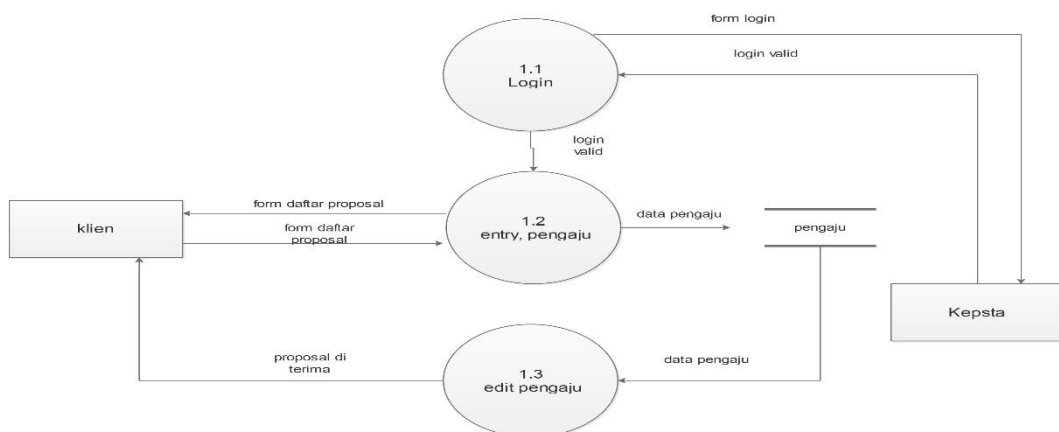 form login
login valid
1.1
Login
login
valid
form daftar proposal
klien
form daftar
proposal
1.2
entry, pengaju
data pengaju
pengaju
Kepsta
proposal di
terima
1.3
edit pengaju
data pengaju